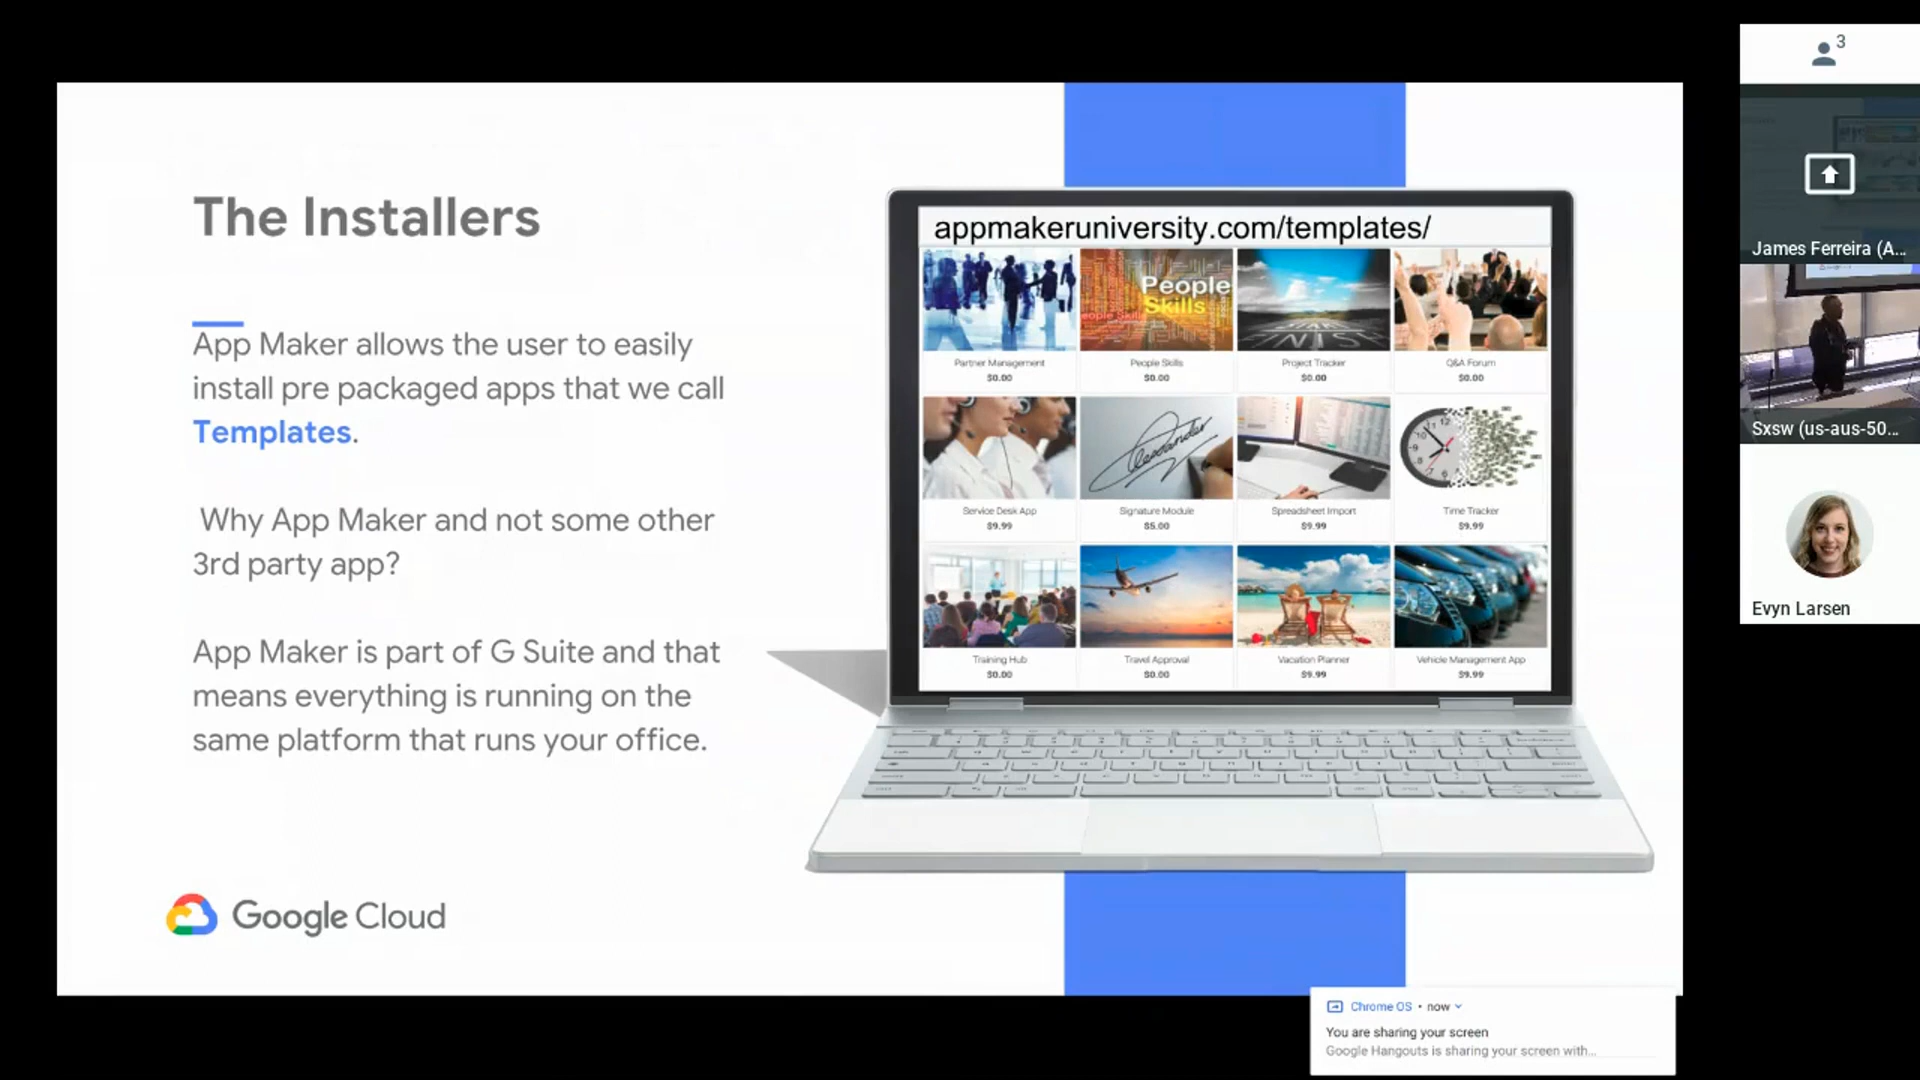 The Installers
App Maker allows the user to easily
install pre packaged apps that we call
Templates.
Why App Maker and not some other
3rd party app?
App Maker is part of G Suite and that
means everything is running on the
same platform that runs your office.
Google Cloud
appmakeruniversity.com/templates/
People
Skills
Partner Management
$0.00
People Skills
$0.00
Project Tracker
$0.00
Q&A Forum
$0.00
Service Desk App
$9.99
Signature Module
$5.00
Spreadsheet Import
$9.99
Time Tracker
$9.99
Training Hub
$0.00
Travel Approval
$0.00
Vacation Planner
$9.99
Vehicle Management App
$9.99
3
James Ferreira (A...
Sxsw (us-aus-50...
Evyn Larsen
Chrome OS • now
You are sharing your screen
Google Hangouts is sharing your screen with...